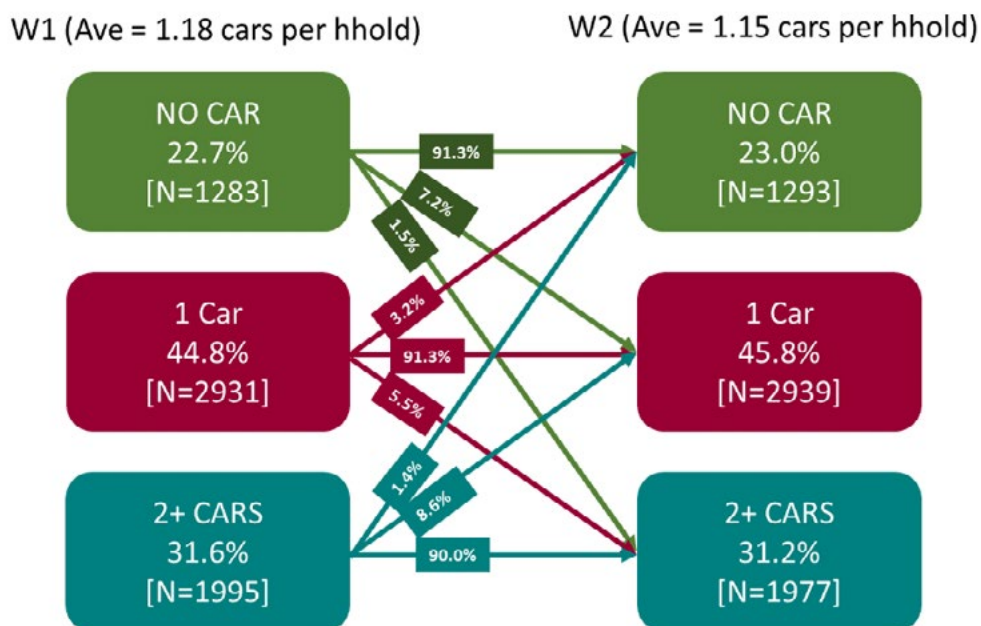 W1 (Ave = 1.18 cars per hhold)
W2 (Ave = 1.15 cars per hhold)
NO CAR
22.7%
[N=1283]
91.3%
7.2%
1.5%
NO CAR
23.0%
[N=1293]
1 Car
44.8%
[N=2931]
3.2%
91.3%
5.5%
1 Car
45.8%
[N=2939]
2+ CARS
31.6%
[N=1995]
1.4%
8.6%
90.0%
2+ CARS
31.2%
[N=1977]